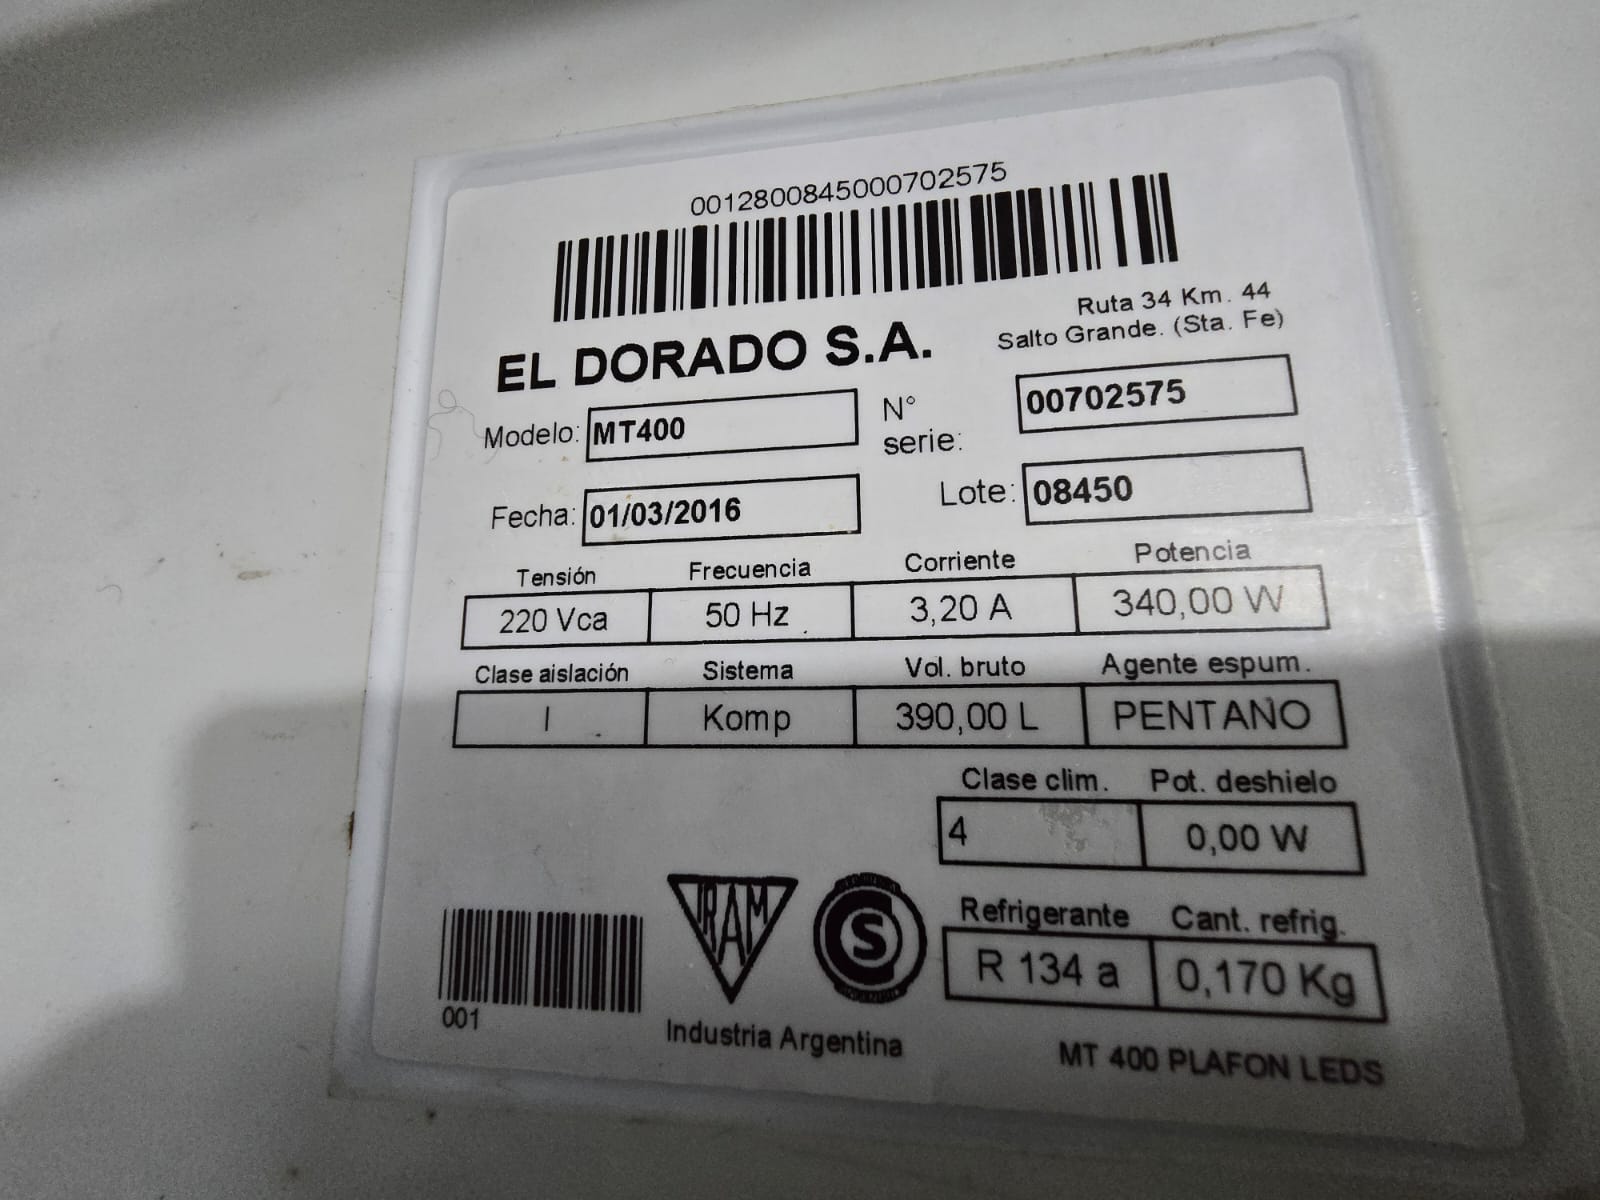 0012800845000702575
Ruta 34 Km. 44
Salto Grande. (Sta. Fe)
EL DORADO S.A.
Modelo: MT400
N° serie: 00702575
Fecha: 01/03/2016
Lote: 08450
Tensión Frecuencia Corriente Potencia
220 Vca 50 Hz 3,20 A 340,00 W
Clase aislación Sistema Vol. bruto Agente espum.
I Komp 390,00 L PENTANO
Clase clim. Pot. deshielo
4 0,00 W
Refrigerante Cant. refrig.
R 134 a 0,170 Kg
IRAM
S
001
Industria Argentina
MT 400 PLAFON LEDS